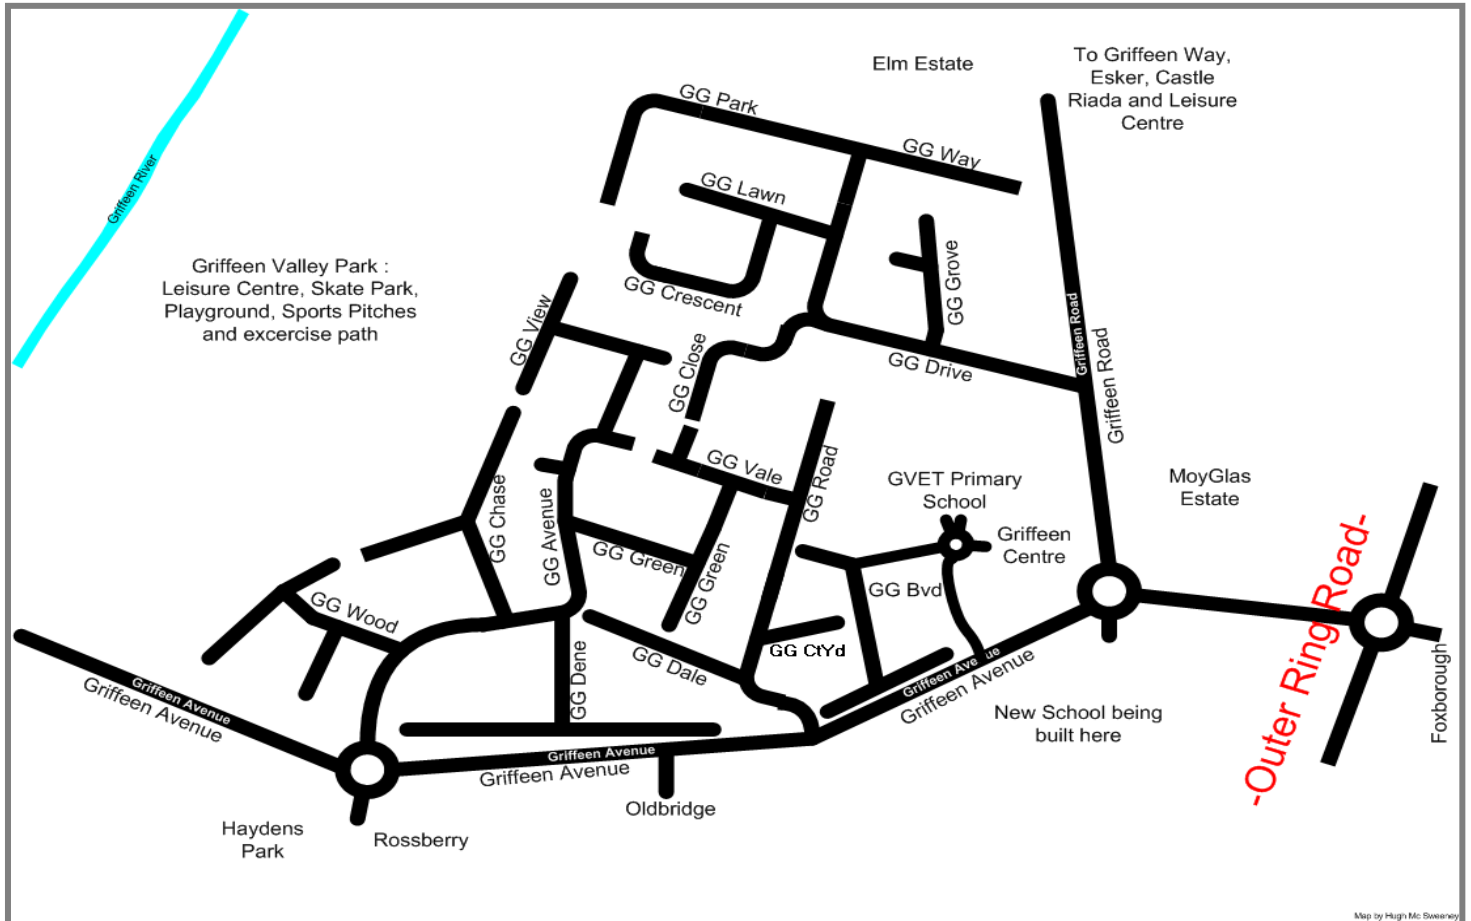 Elm Estate
To Griffeen Way,
Esker, Castle
Riada and Leisure
Centre
GG Park
GG Way
GG Lawn
Griffeen River
GG Grove
Griffeen Valley Park :
Leisure Centre, Skate Park,
Playground, Sports Pitches
and excercise path
GG Crescent
GG View
GG Close
GG Drive
Griffeen Road
Griffeen Road
GG Vale
GG Road
GVET Primary
School
MoyGlas
Estate
GG Chase
GG Avenue
GG Green
GG Green
Griffeen
Centre
GG Bvd
GG Wood
GG CtYd
GG Dale
GG Dene
-Outer Ring Road-
Foxborough
Griffeen Avenue
Griffeen Avenue
Griffeen Avenue
Griffeen Avenue
New School being
built here
Griffeen Avenue
Griffeen Avenue
Oldbridge
Haydens
Park
Rossberry
Map by Hugh Mc Sweeney